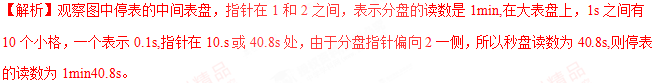 【解析】观察图中停表的中间表盘，指针在 1 和 2 之间，表示分盘的读数是 1min,在大表盘上，1s 之间有
10 个小格，一个表示 0.1s,指针在 10.s 或 40.8s 处，由于分盘指针偏向 2 一侧，所以秒盘读数为 40.8s,则停表
的读数为 1min40.8s。